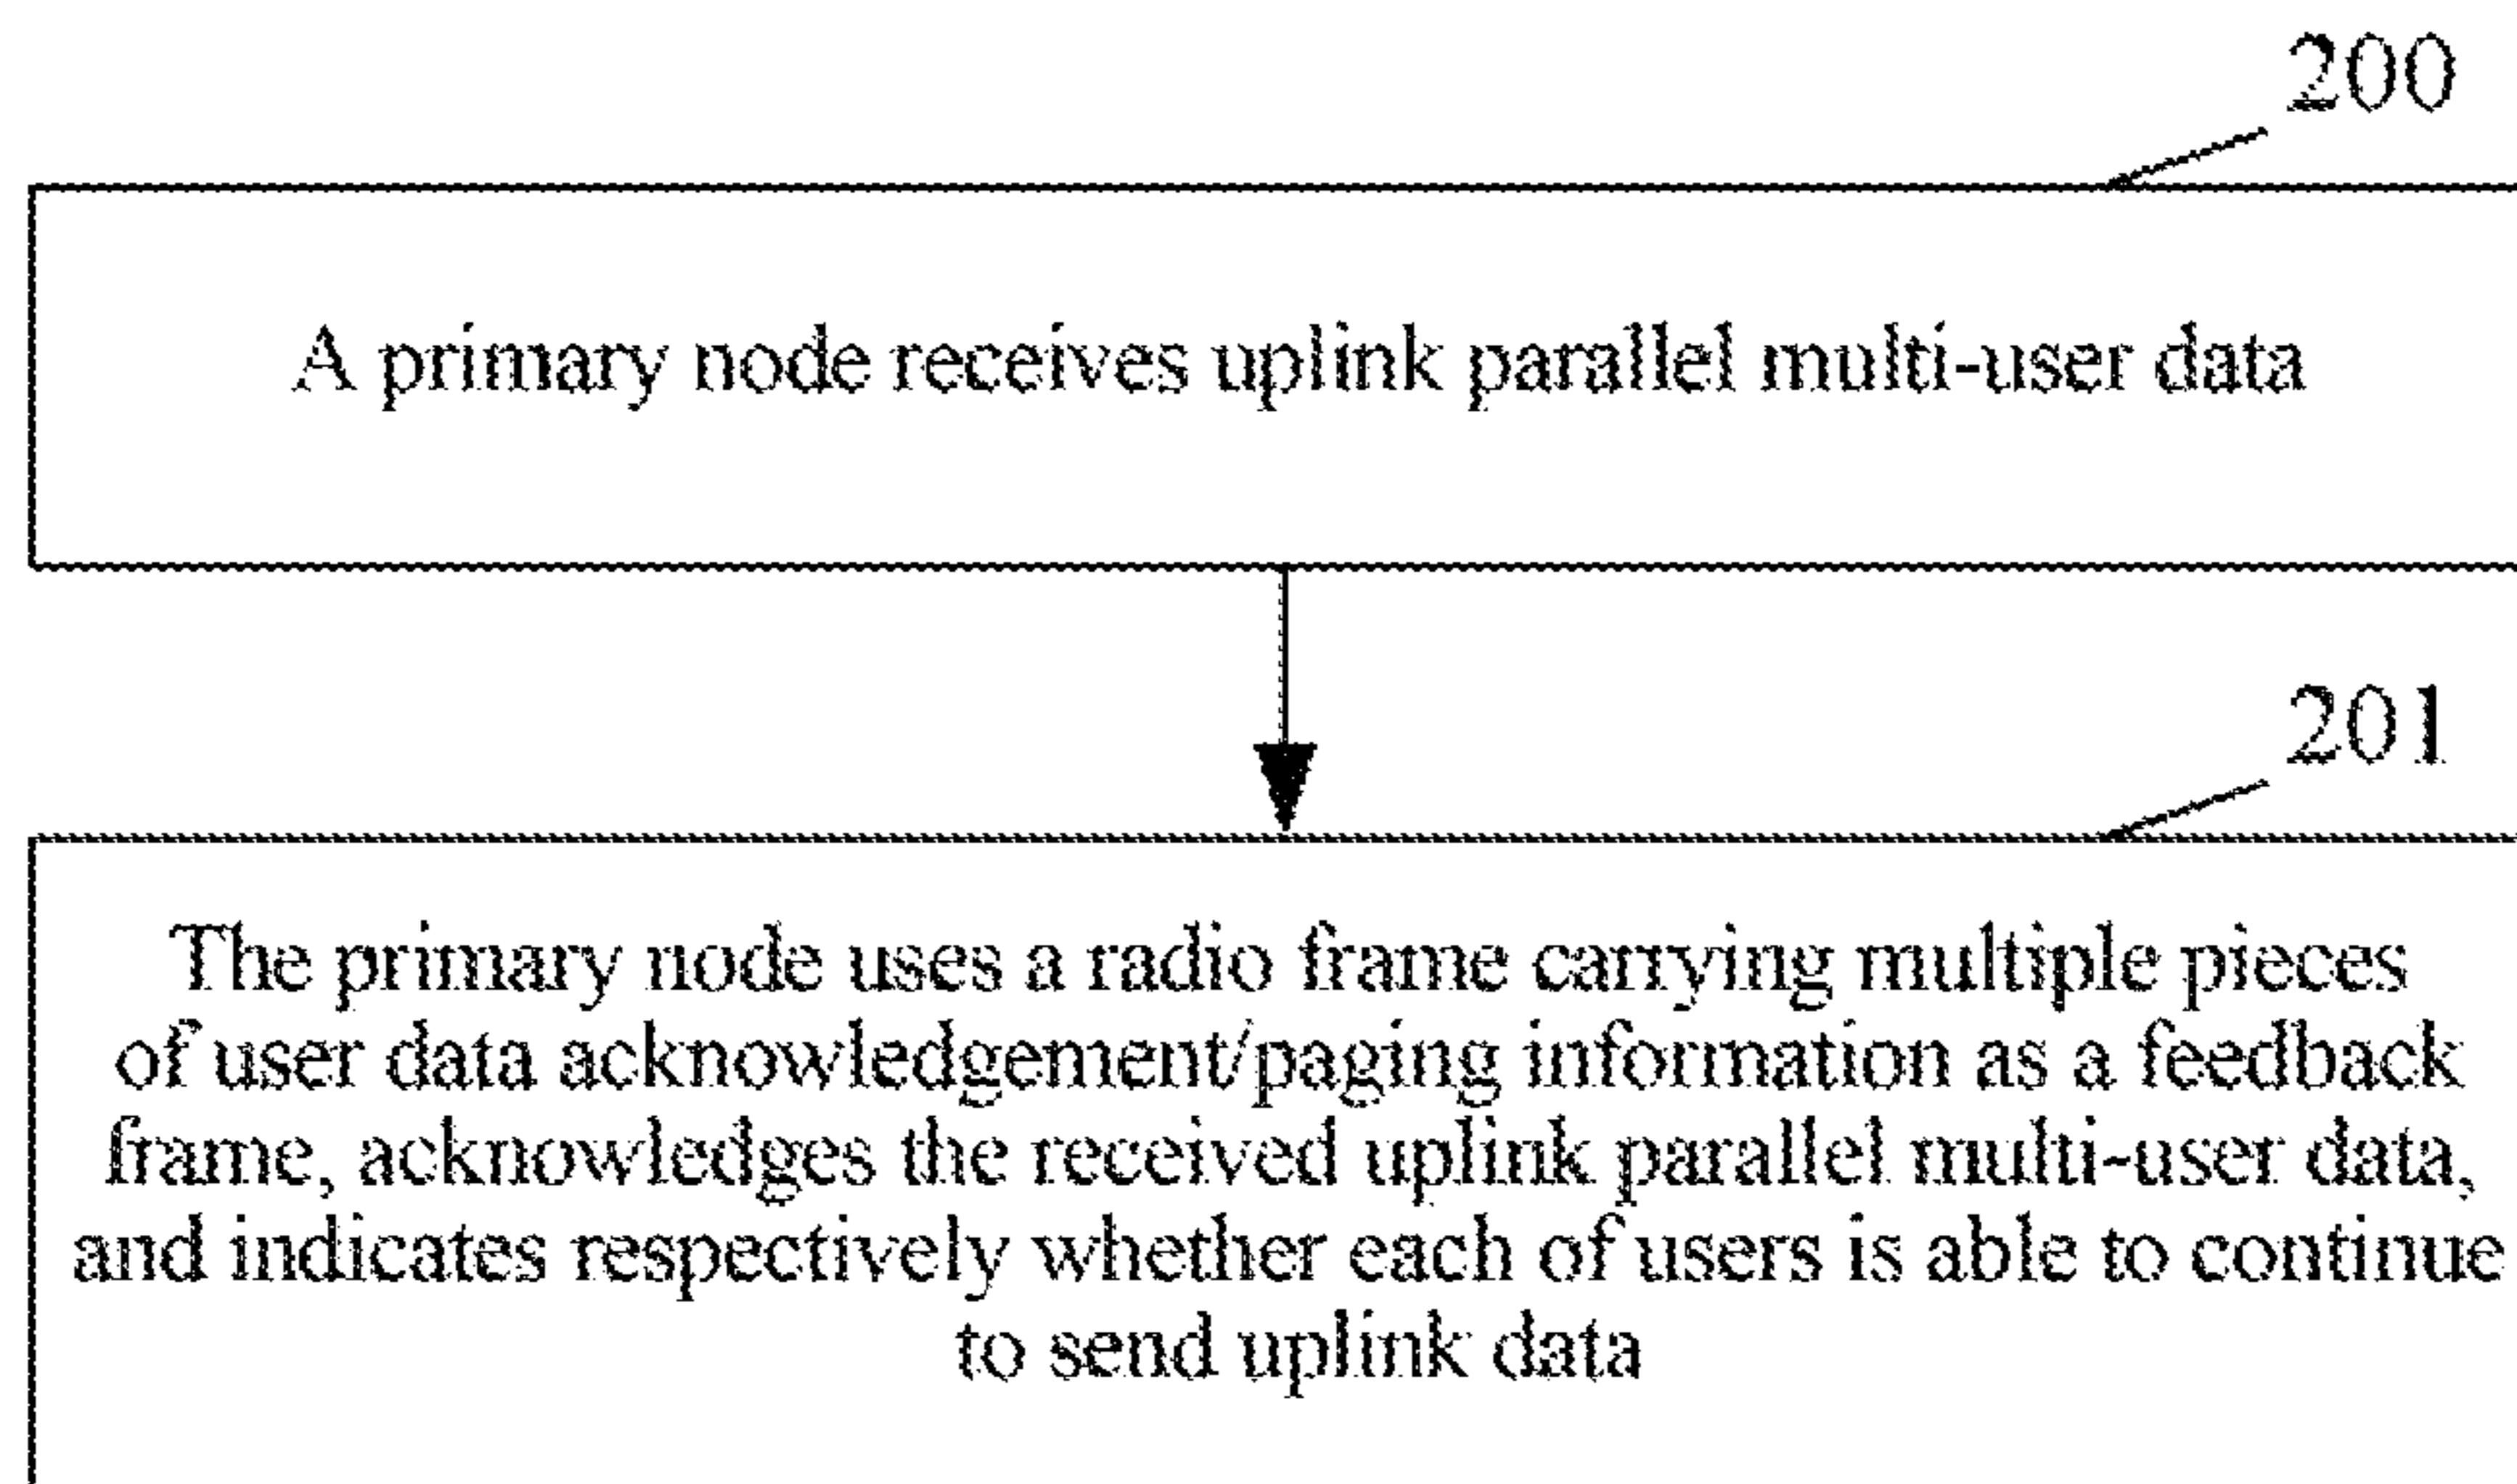 200
A primary node receives uplink parallel multi-user data
201
The primary node uses a radio frame carrying multiple pieces
of user data acknowledgement/paging information as a feedback
frame, acknowledges the received uplink parallel multi-user data,
and indicates respectively whether each of users is able to continue
to send uplink data